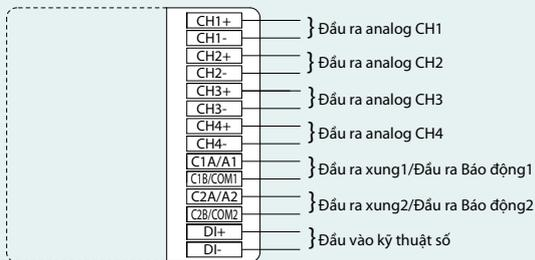 CH1+
CH1-
} Đầu ra analog CH1
CH2+
CH2-
} Đầu ra analog CH2
CH3+
CH3-
} Đầu ra analog CH3
CH4+
CH4-
} Đầu ra analog CH4
C1A/A1
C1B/COM1
} Đầu ra xung1/Đầu ra Báo động1
C2A/A2
C2B/COM2
} Đầu ra xung2/Đầu ra Báo động2
DI+
DI-
} Đầu vào kỹ thuật số